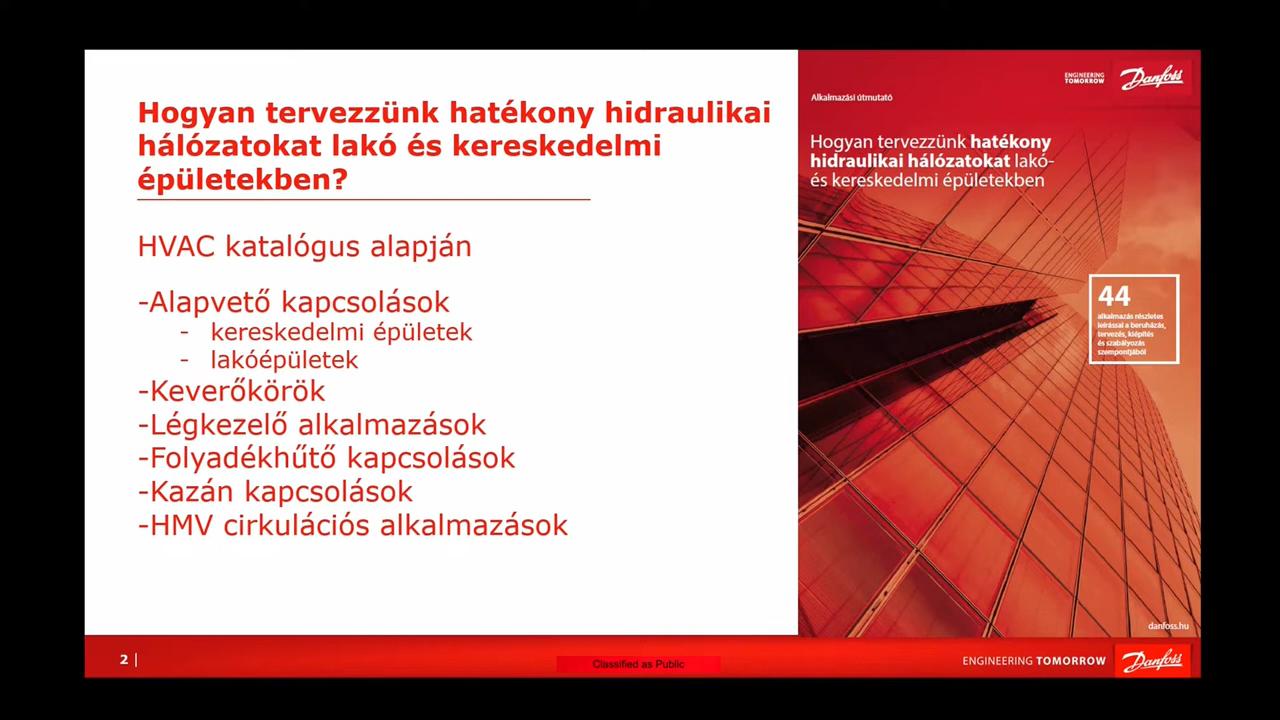 Hogyan tervezzünk hatékony hidraulikai
hálózatokat lakó és kereskedelmi
épületekben?
HVAC katalógus alapján
-Alapvető kapcsolások
- kereskedelmi épületek
- lakóépületek
-Keverőkörök
-Légkezelő alkalmazások
-Folyadékhűtő kapcsolások
-Kazán kapcsolások
-HMV cirkulációs alkalmazások
ENGINEERING
TOMORROW
Danfoss
Alkalmazási útmutató
Hogyan tervezzünk hatékony
hidraulikai hálózatokat lakó-
és kereskedelmi épületekben
44
alkalmazás részletes
leírással a beruházás,
tervezés, kiépítés
és szabályozás
szempontjából
danfoss.hu
2 |
Classified as Public
ENGINEERING TOMORROW
Danfoss